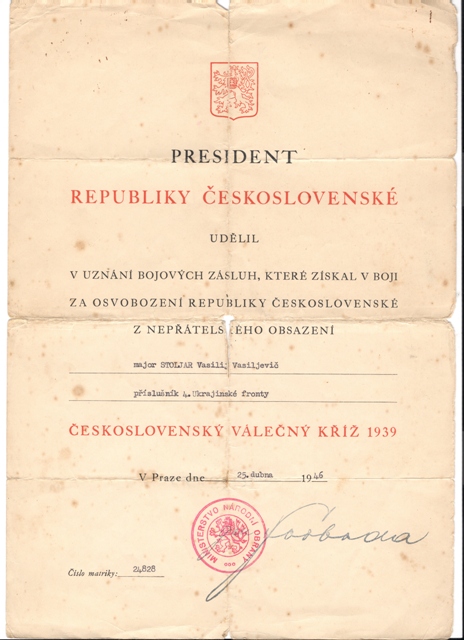 PRESIDENT
REPUBLIKY ČESKOSLOVENSKÉ
UDĚLIL
V UZNÁNÍ BOJOVÝCH ZÁSLUH, KTERÉ ZÍSKAL V BOJI
ZA OSVOBOZENÍ REPUBLIKY ČESKOSLOVENSKÉ
Z NEPŘÁTELSKÉHO OBSAZENÍ
major STOLJAR Vasilij Vasiljevič
příslušník 4.Ukrajinské fronty
ČESKOSLOVENSKÝ VÁLEČNÝ KŘÍŽ 1939
V Praze dne 25.dubna 1946
MINISTERSTVO NÁRODNÍ OBRANY
Svoboda
Číslo matriky: 24828